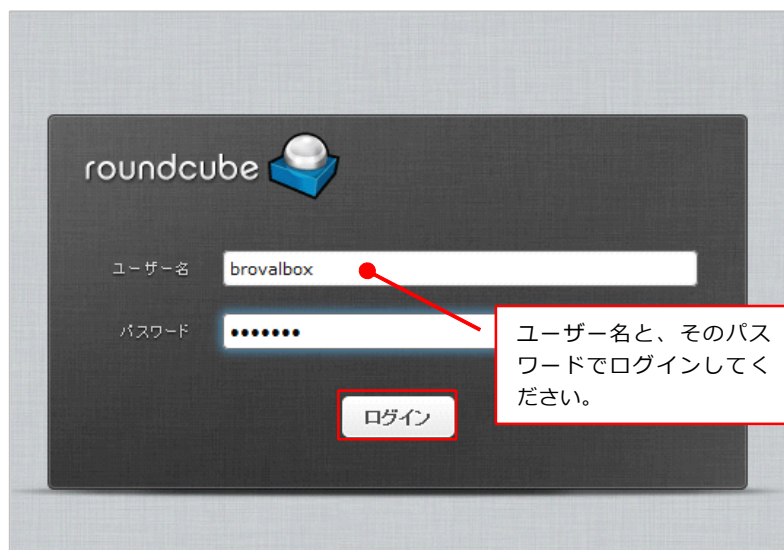 roundcube
ユーザー名 brovalbox
パスワード •••••••
ユーザー名と、そのパス
ワードでログインしてく
ださい。
ログイン